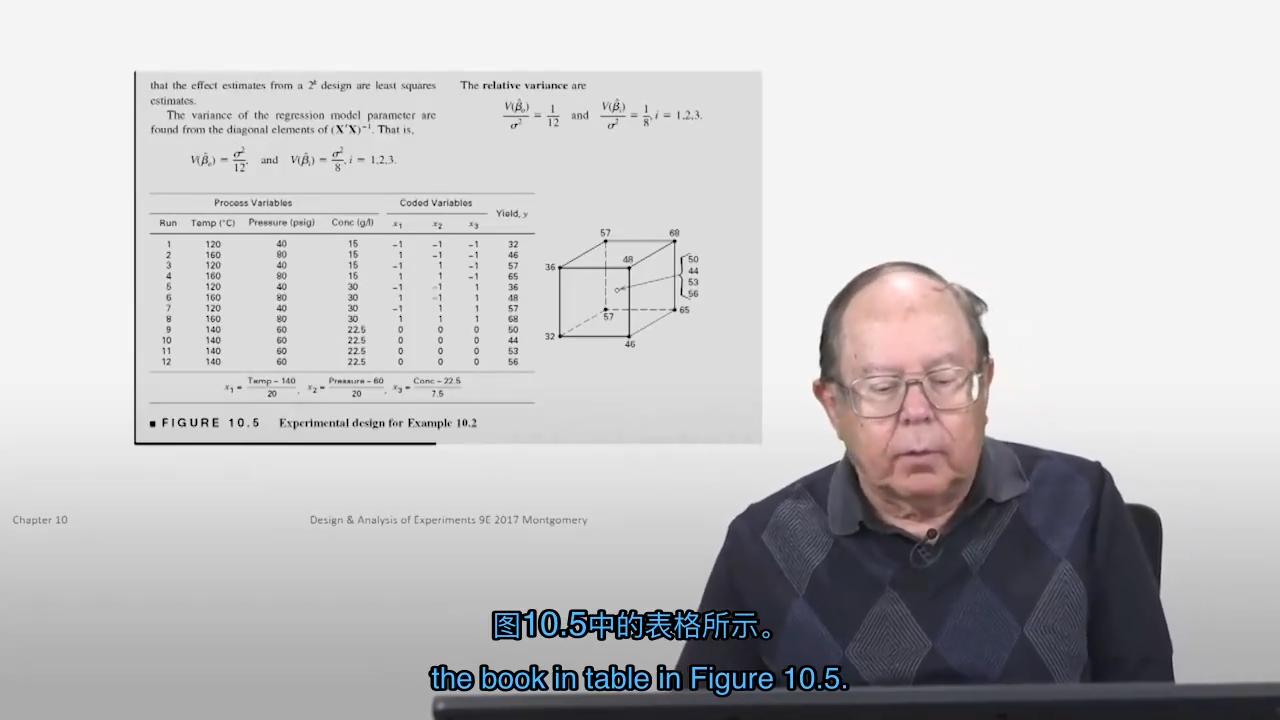 that the effect estimates from a 2ᵏ design are least squares
estimates.
The variance of the regression model parameter are
found from the diagonal elements of (X′X)⁻¹. That is,
V(β̂₀) = σ²/12, and V(β̂ᵢ) = σ²/8, i = 1,2,3.
The relative variance are
V(β̂₀)/σ² = 1/12 and V(β̂ᵢ)/σ² = 1/8, i = 1,2,3.
Process Variables Coded Variables
Run Temp (°C) Pressure (psig) Conc (g/l) x₁ x₂ x₃ Yield, y
1 120 40 15 −1 −1 −1 32
2 160 80 15 1 −1 −1 46
3 120 40 15 −1 1 −1 57
4 160 80 15 1 1 −1 65
5 120 40 30 −1 −1 1 36
6 160 80 30 1 −1 1 48
7 120 40 30 −1 1 1 57
8 160 80 30 1 1 1 68
9 140 60 22.5 0 0 0 50
10 140 60 22.5 0 0 0 44
11 140 60 22.5 0 0 0 53
12 140 60 22.5 0 0 0 56
x₁ = (Temp − 140)/20, x₂ = (Pressure − 60)/20, x₃ = (Conc − 22.5)/7.5
57 68
36 48
50
44
53
56
57 65
32 46
■ FIGURE 10.5 Experimental design for Example 10.2
Chapter 10 Design & Analysis of Experiments 9E 2017 Montgomery
图10.5中的表格所示。
the book in table in Figure 10.5.